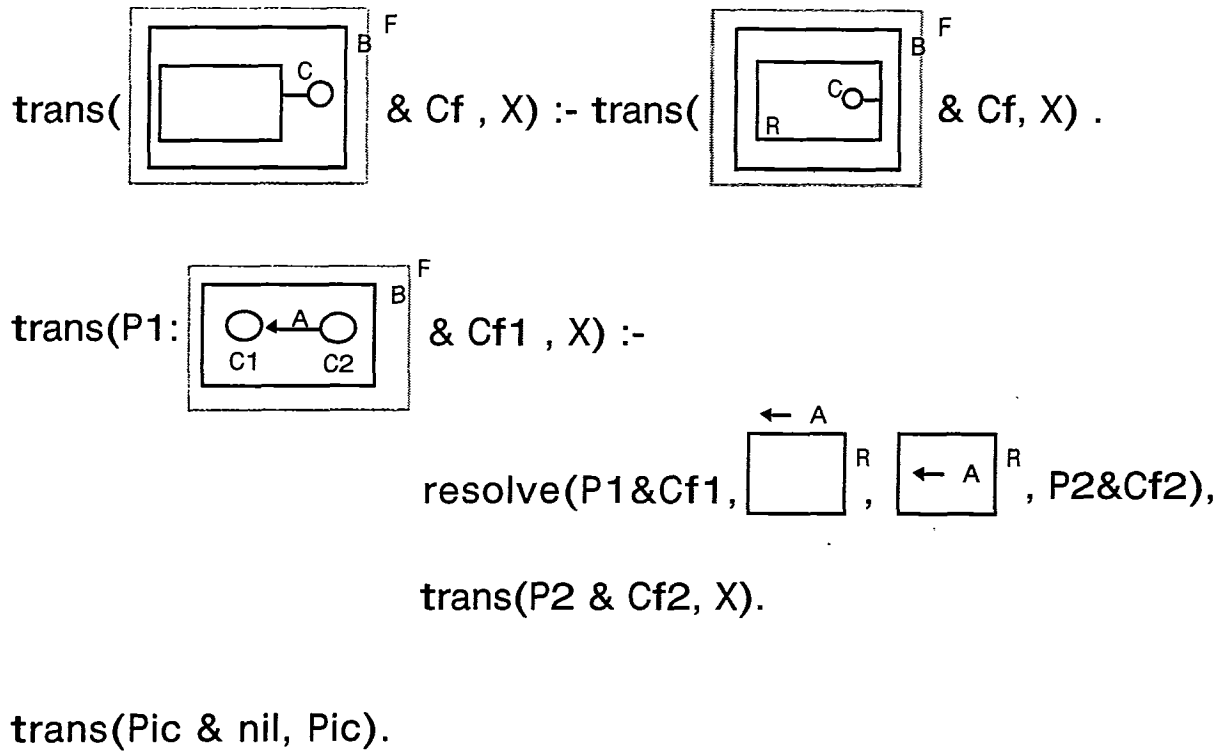 F F
B B
C C
trans( & Cf , X) :- trans( & Cf, X) .
R
F
B
A
trans(P1: & Cf1 , X) :-
C1 C2
A
R A R
resolve(P1&Cf1, , , P2&Cf2),
trans(P2 & Cf2, X).
trans(Pic & nil, Pic).